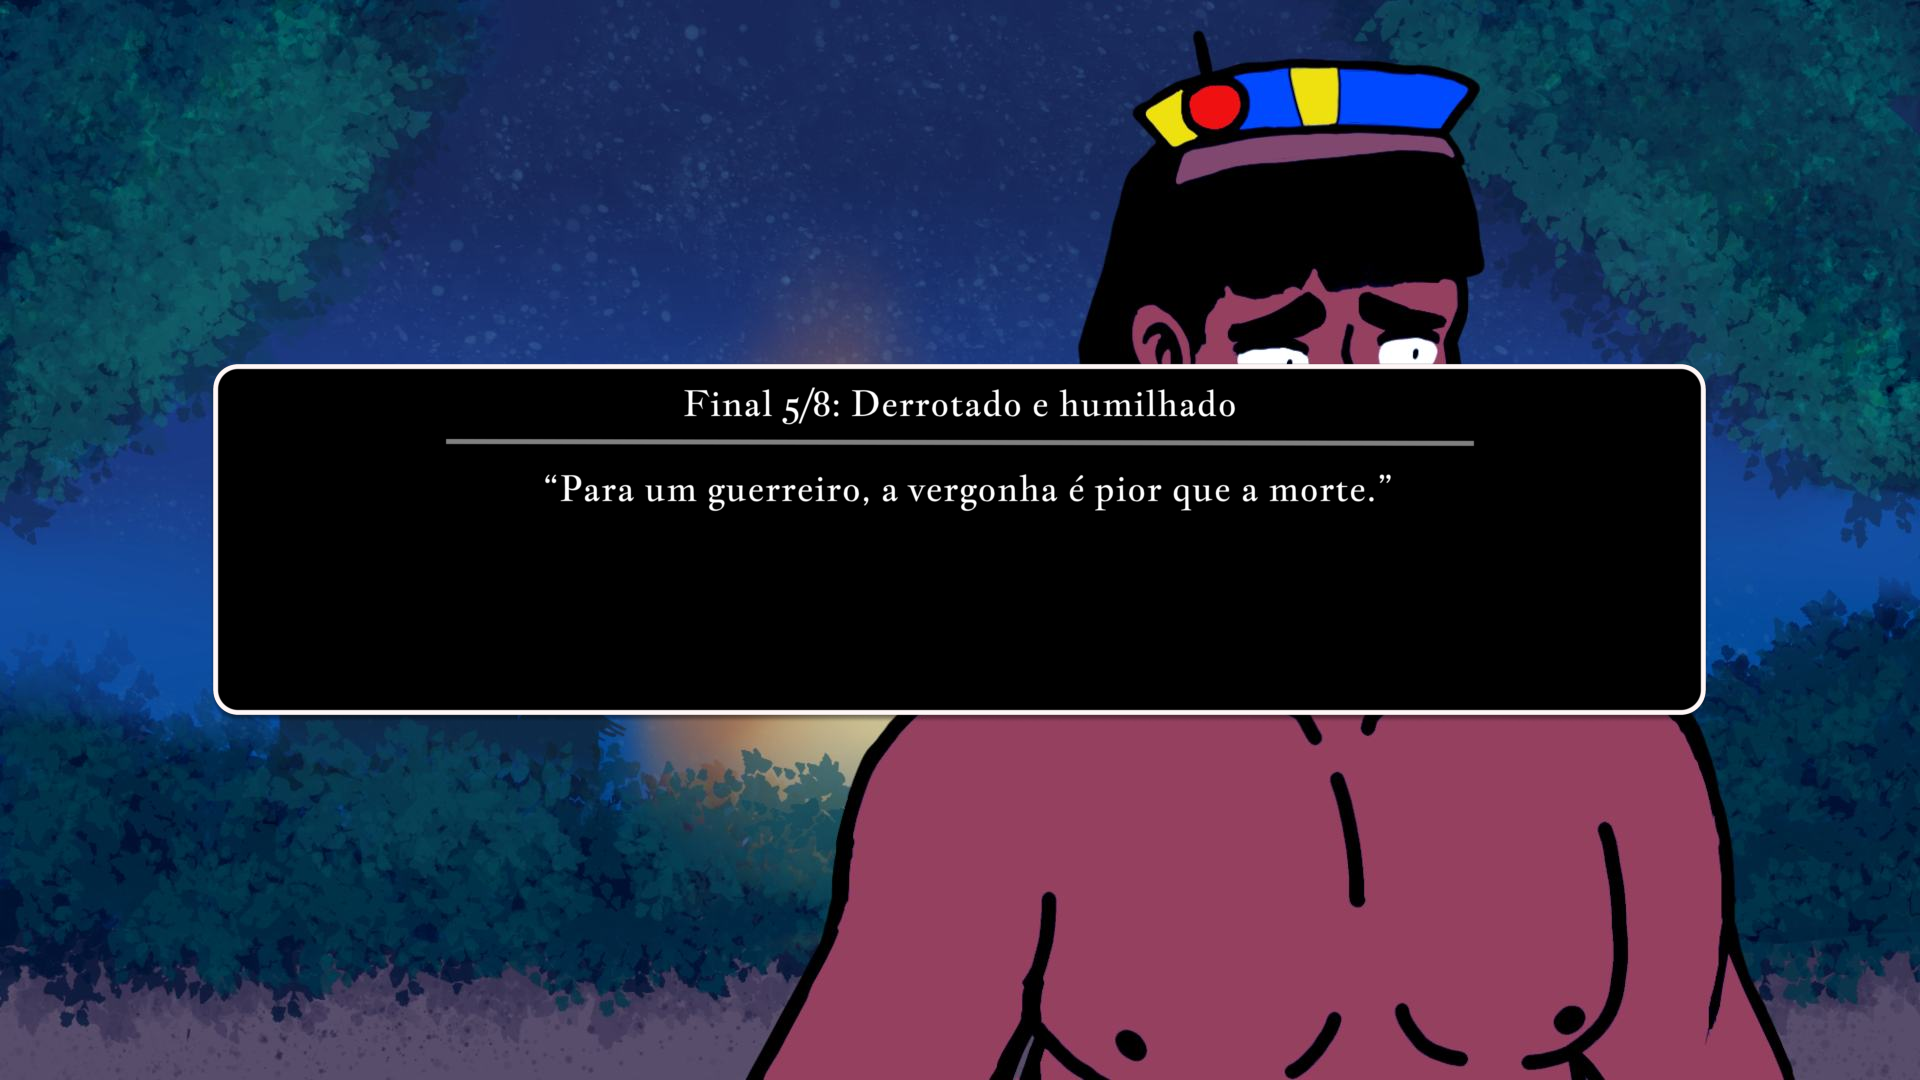 Final 5/8: Derrotado e humilhado
“Para um guerreiro, a vergonha é pior que a morte.”